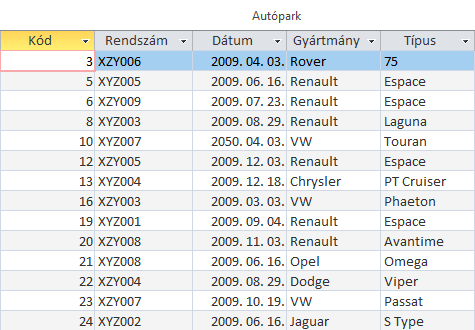 Autópark
Kód Rendszám Dátum Gyártmány Típus
3 XZY006 2009. 04. 03. Rover 75
5 XZY005 2009. 06. 16. Renault Espace
6 XZY009 2009. 07. 23. Renault Espace
8 XYZ003 2009. 08. 29. Renault Laguna
10 XYZ007 2050. 04. 03. VW Touran
12 XYZ005 2009. 12. 03. Renault Espace
13 XYZ004 2009. 12. 18. Chrysler PT Cruiser
16 XYZ003 2009. 03. 03. VW Phaeton
19 XYZ001 2009. 09. 04. Renault Espace
20 XYZ008 2009. 11. 03. Renault Avantime
21 XYZ008 2009. 06. 16. Opel Omega
22 XZY004 2009. 08. 29. Dodge Viper
23 XZY007 2009. 10. 19. VW Passat
24 XYZ002 2009. 06. 16. Jaguar S Type